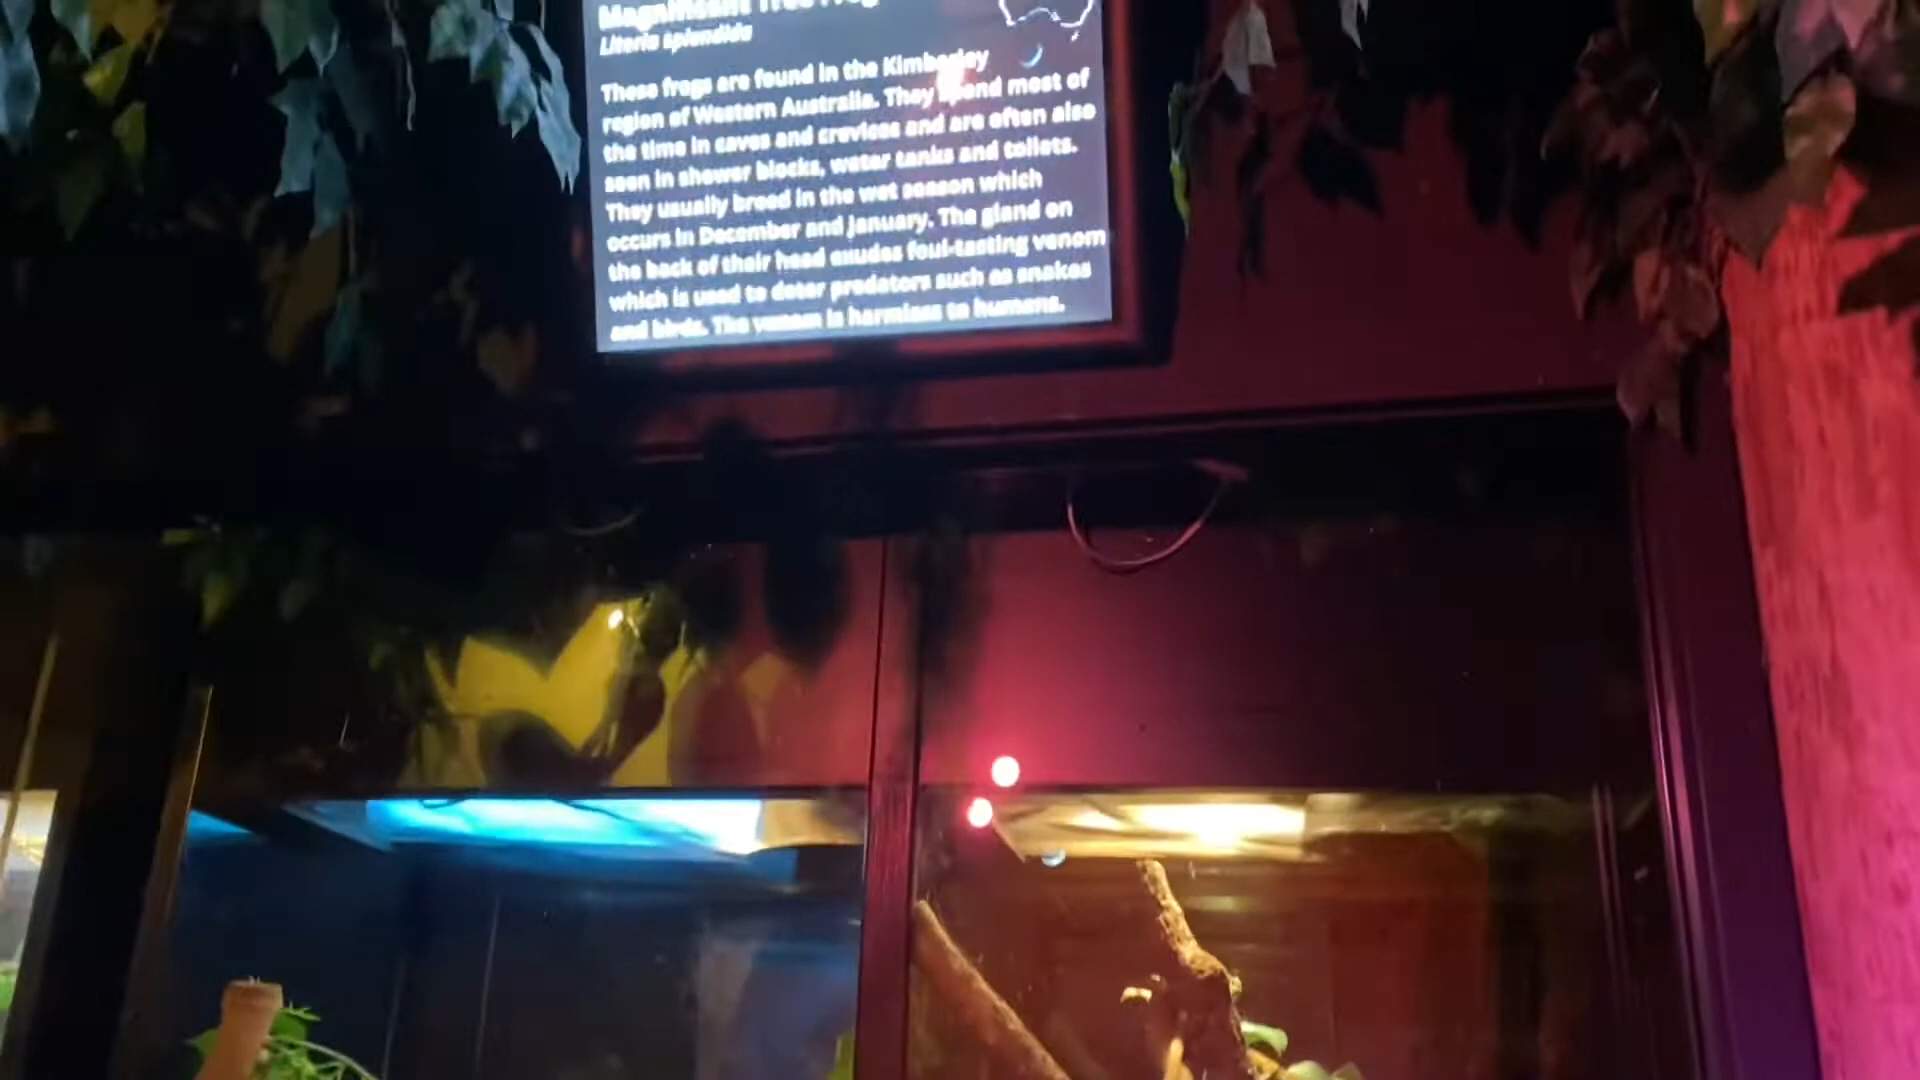 Magnificent Tree Frog
Litoria splendida
These frogs are found in the Kimberley
region of Western Australia. They spend most of
the time in caves and crevices and are often also
seen in shower blocks, water tanks and toilets.
They usually breed in the wet season which
occurs in December and January. The gland on
the back of their head exudes foul-tasting venom
which is used to deter predators such as snakes
and birds. The venom is harmless to humans.